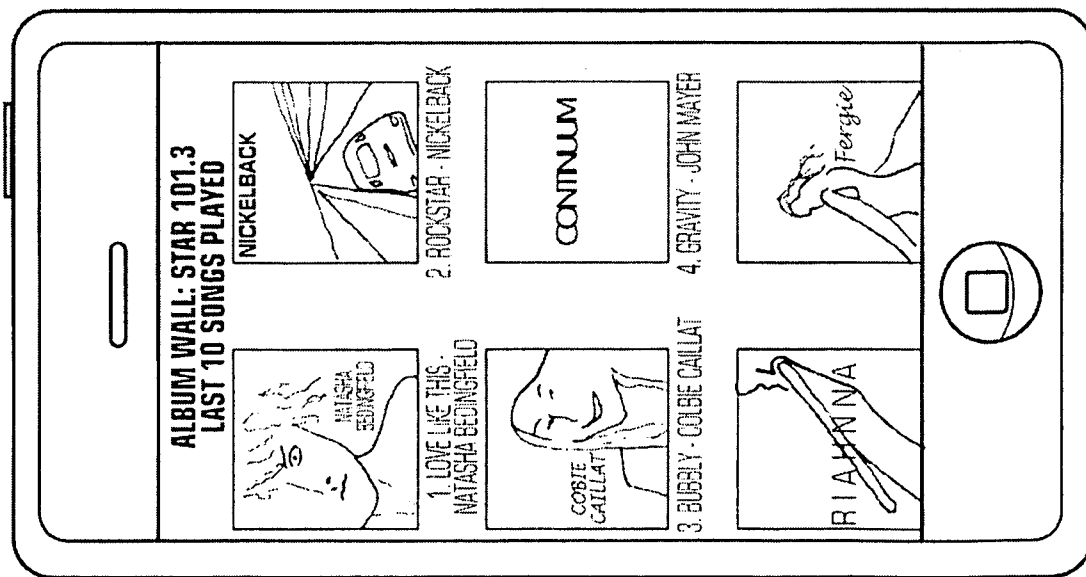 ALBUM WALL: STAR 101.3
LAST 10 SONGS PLAYED
NATASHA
BEDINGFIELD
1. LOVE LIKE THIS -
NATASHA BEDINGFIELD
NICKELBACK
2. ROCKSTAR - NICKELBACK
COBIE
CAILLAT
3. BUBBLY - COLBIE CAILLAT
CONTINUUM
4. GRAVITY - JOHN MAYER
RIAHNNA
Fergie